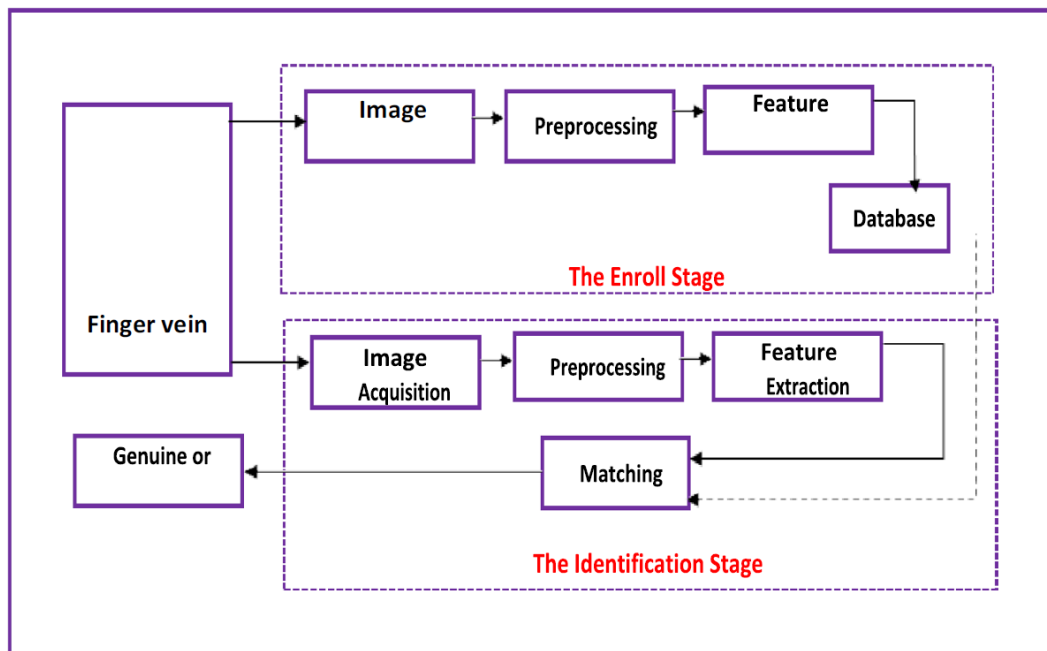 Image
Preprocessing
Feature
Database
The Enroll Stage
Finger vein
Image
Acquisition
Preprocessing
Feature
Extraction
Genuine or
Matching
The Identification Stage